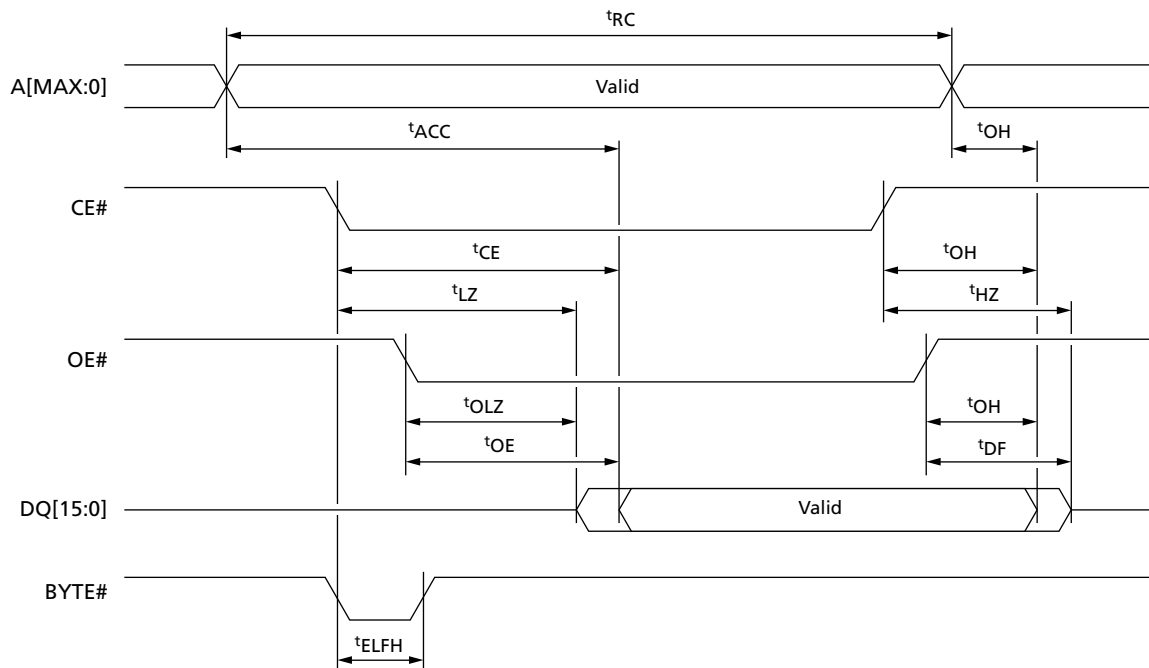 tRC
A[MAX:0]
Valid
tACC
tOH
CE#
tCE
tOH
tLZ
tHZ
OE#
tOLZ
tOH
tOE
tDF
DQ[15:0]
Valid
BYTE#
tELFH